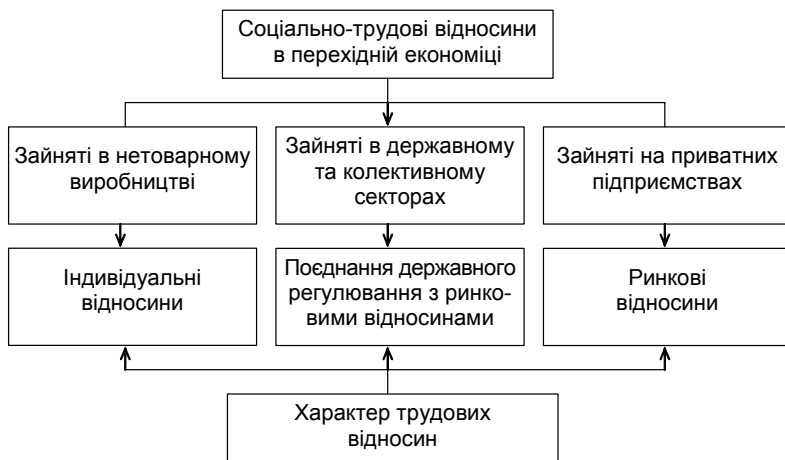 Соціально-трудові відносини
в перехідній економіці
Зайняті в нетоварному
виробництві
Зайняті в державному
та колективному
секторах
Зайняті на приватних
підприємствах
Індивідуальні
відносини
Поєднання державного
регулювання з ринко-
вими відносинами
Ринкові
відносини
Характер трудових
відносин